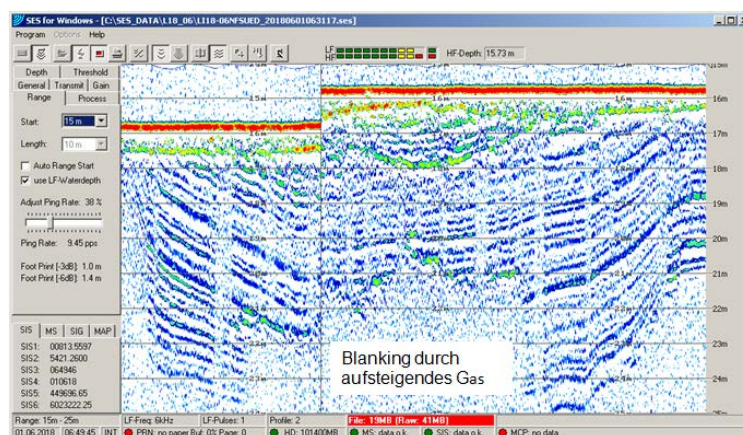 SES for Windows - [C:\SES_DATA\L18_06\LI18-06NFSUED_20180601063117.ses]
Program Options Help
LF
HF
HF-Depth: 15.73 m
Depth Threshold
General Transmit Gain
Range Process
Start: 15 m
Length: 10 m
Auto Range Start
use LF-Waterdepth
Adjust Ping Rate: 38 %
Ping Rate: 9.45 pps
Foot Print [-3dB]: 1.0 m
Foot Print [-6dB]: 1.4 m
SIS MS SIG MAP
SIS1: 00813.5597
SIS2: 5421.2600
SIS3: 064946
SIS4: 010618
SIS5: 449696.65
SIS6: 6023222.25
15m
16m
17m
18m
19m
20m
21m
22m
23m
24m
25m
Blanking durch
aufsteigendes Gas
Range: 15m - 25m LF-Freq: 6kHz LF-Pulses: 1 Profile: 2 File: 19MB (Raw: 41MB)
01.06.2018 06:49:45 INT PRN: no paper Buf: 0% Page: 0 HD: 101400MB MS: data o.k. SIS: data o.k. MCP: no data